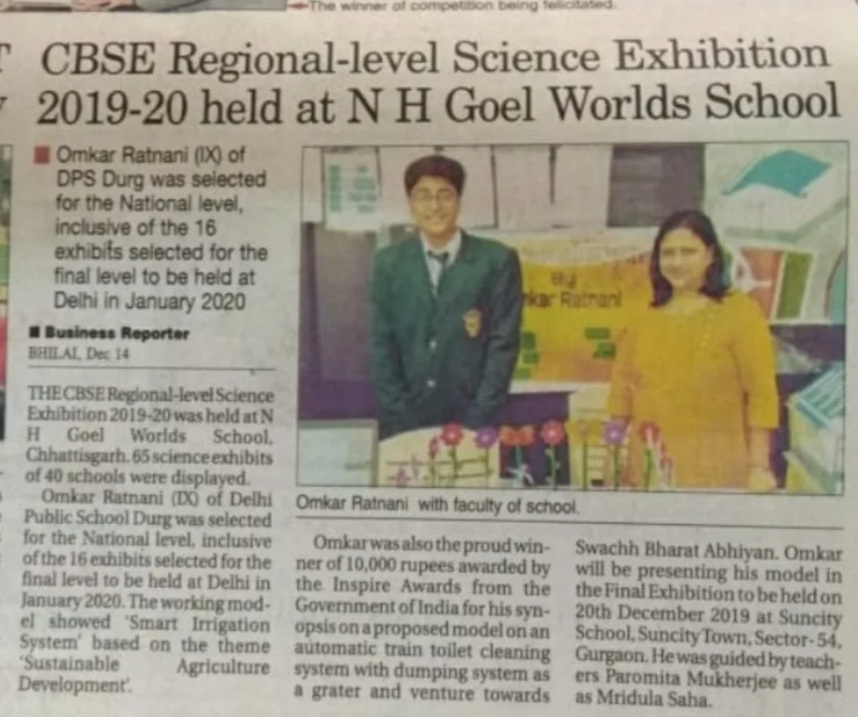 The winner of competition being felicitated.
CBSE Regional-level Science Exhibition
2019-20 held at N H Goel Worlds School
Omkar Ratnani (IX) of
DPS Durg was selected
for the National level,
inclusive of the 16
exhibits selected for the
final level to be held at
Delhi in January 2020
Business Reporter
BHILAI, Dec 14
THE CBSE Regional-level Science
Exhibition 2019-20 was held at N
H Goel Worlds School,
Chhattisgarh. 65 science exhibits
of 40 schools were displayed.
Omkar Ratnani (IX) of Delhi
Public School Durg was selected
for the National level, inclusive
of the 16 exhibits selected for the
final level to be held at Delhi in
January 2020. The working mod-
el showed 'Smart Irrigation
System' based on the theme
'Sustainable Agriculture
Development'.
By
nkar Ratnani
Omkar Ratnani with faculty of school.
Omkar was also the proud win-
ner of 10,000 rupees awarded by
the Inspire Awards from the
Government of India for his syn-
opsis on a proposed model on an
automatic train toilet cleaning
system with dumping system as
a grater and venture towards
Swachh Bharat Abhiyan. Omkar
will be presenting his model in
the Final Exhibition to be held on
20th December 2019 at Suncity
School, Suncity Town, Sector-54,
Gurgaon. He was guided by teach-
ers Paromita Mukherjee as well
as Mridula Saha.